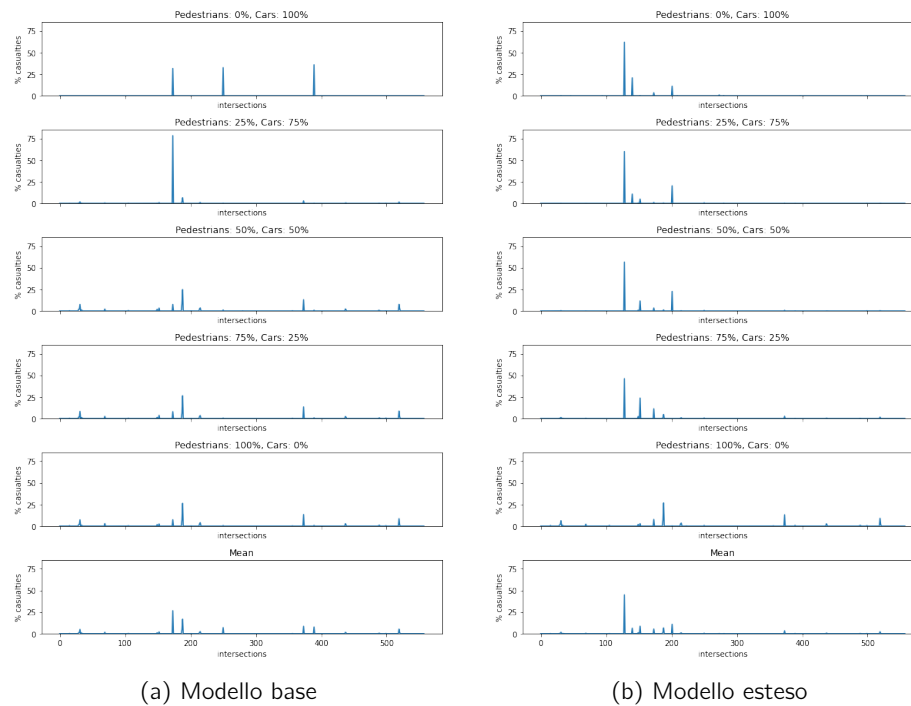 Pedestrians: 0%, Cars: 100%
75
50
25
0
% casualties
0 100 200 300 400 500
intersections
Pedestrians: 25%, Cars: 75%
75
50
25
0
% casualties
intersections
Pedestrians: 50%, Cars: 50%
75
50
25
0
% casualties
intersections
Pedestrians: 75%, Cars: 25%
75
50
25
0
% casualties
intersections
Pedestrians: 100%, Cars: 0%
75
50
25
0
% casualties
intersections
Mean
75
50
25
0
% casualties
0 100 200 300 400 500
intersections
(a) Modello base
Pedestrians: 0%, Cars: 100%
75
50
25
0
% casualties
intersections
Pedestrians: 25%, Cars: 75%
75
50
25
0
% casualties
intersections
Pedestrians: 50%, Cars: 50%
75
50
25
0
% casualties
intersections
Pedestrians: 75%, Cars: 25%
75
50
25
0
% casualties
intersections
Pedestrians: 100%, Cars: 0%
75
50
25
0
% casualties
intersections
Mean
75
50
25
0
% casualties
0 100 200 300 400 500
intersections
(b) Modello esteso